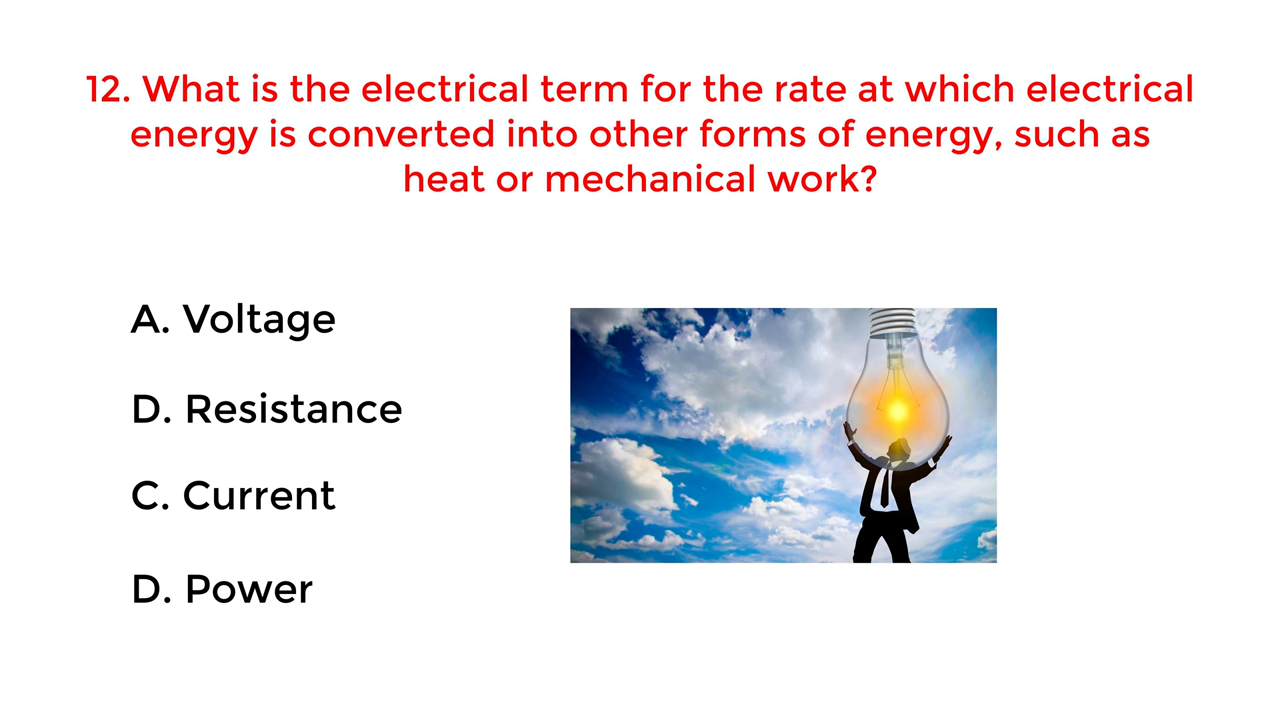 12. What is the electrical term for the rate at which electrical
energy is converted into other forms of energy, such as
heat or mechanical work?
A. Voltage
D. Resistance
C. Current
D. Power